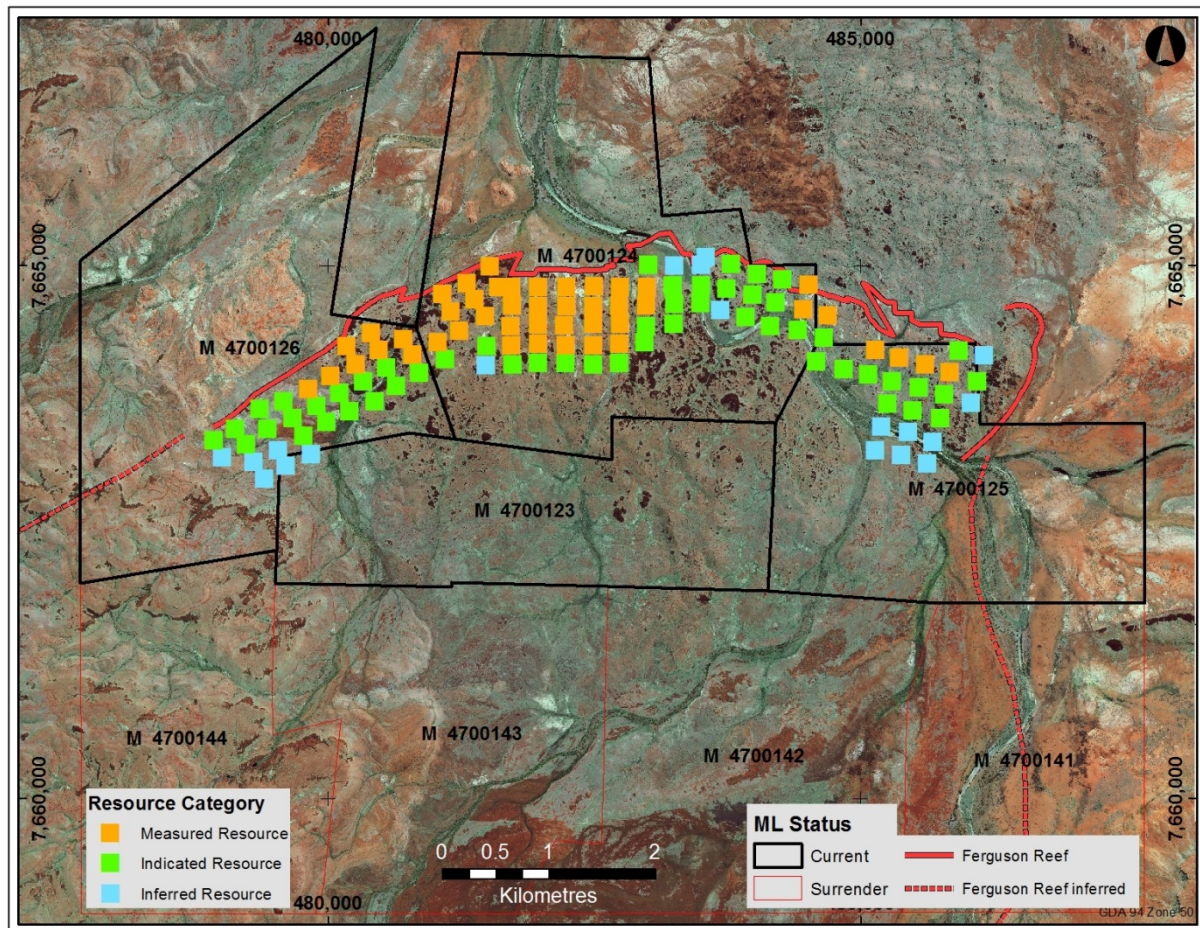 480,000
485,000
7,665,000
7,665,000
M 4700124
M 4700126
M 4700123
M 4700125
M 4700144
M 4700143
M 4700142
M 4700141
7,660,000
7,660,000
Resource Category
Measured Resource
Indicated Resource
Inferred Resource
0 0.5 1 2
Kilometres
ML Status
Current
Surrender
Ferguson Reef
Ferguson Reef inferred
480,000
GDA 94 Zone 50